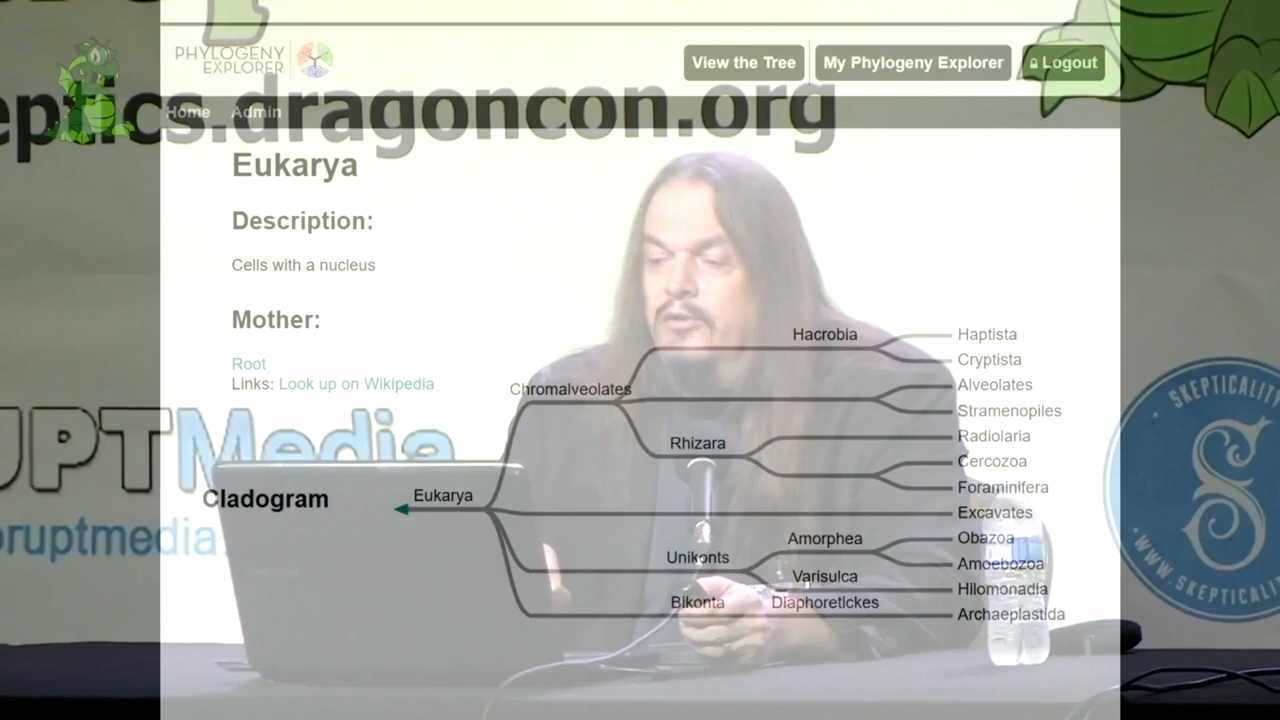 PHYLOGENY
EXPLORER
View the Tree
My Phylogeny Explorer
Logout
eptics.dragoncon.org
Home Admin
Eukarya
Description:
Cells with a nucleus
Mother:
Root
Links: Look up on Wikipedia
Cladogram
Eukarya
Chromalveolates
Hacrobia
Haptista
Cryptista
Alveolates
Stramenopiles
Rhizara
Radiolaria
Cercozoa
Foraminifera
Excavates
Unikonts
Amorphea
Obazoa
Amoebozoa
Varisulca
Hilomonadia
Bikonta
Diaphoretickes
Archaeplastida
UPTMedia
oruptmedia
SKEPTICALITY
S
WWW.SKEPTICALIT